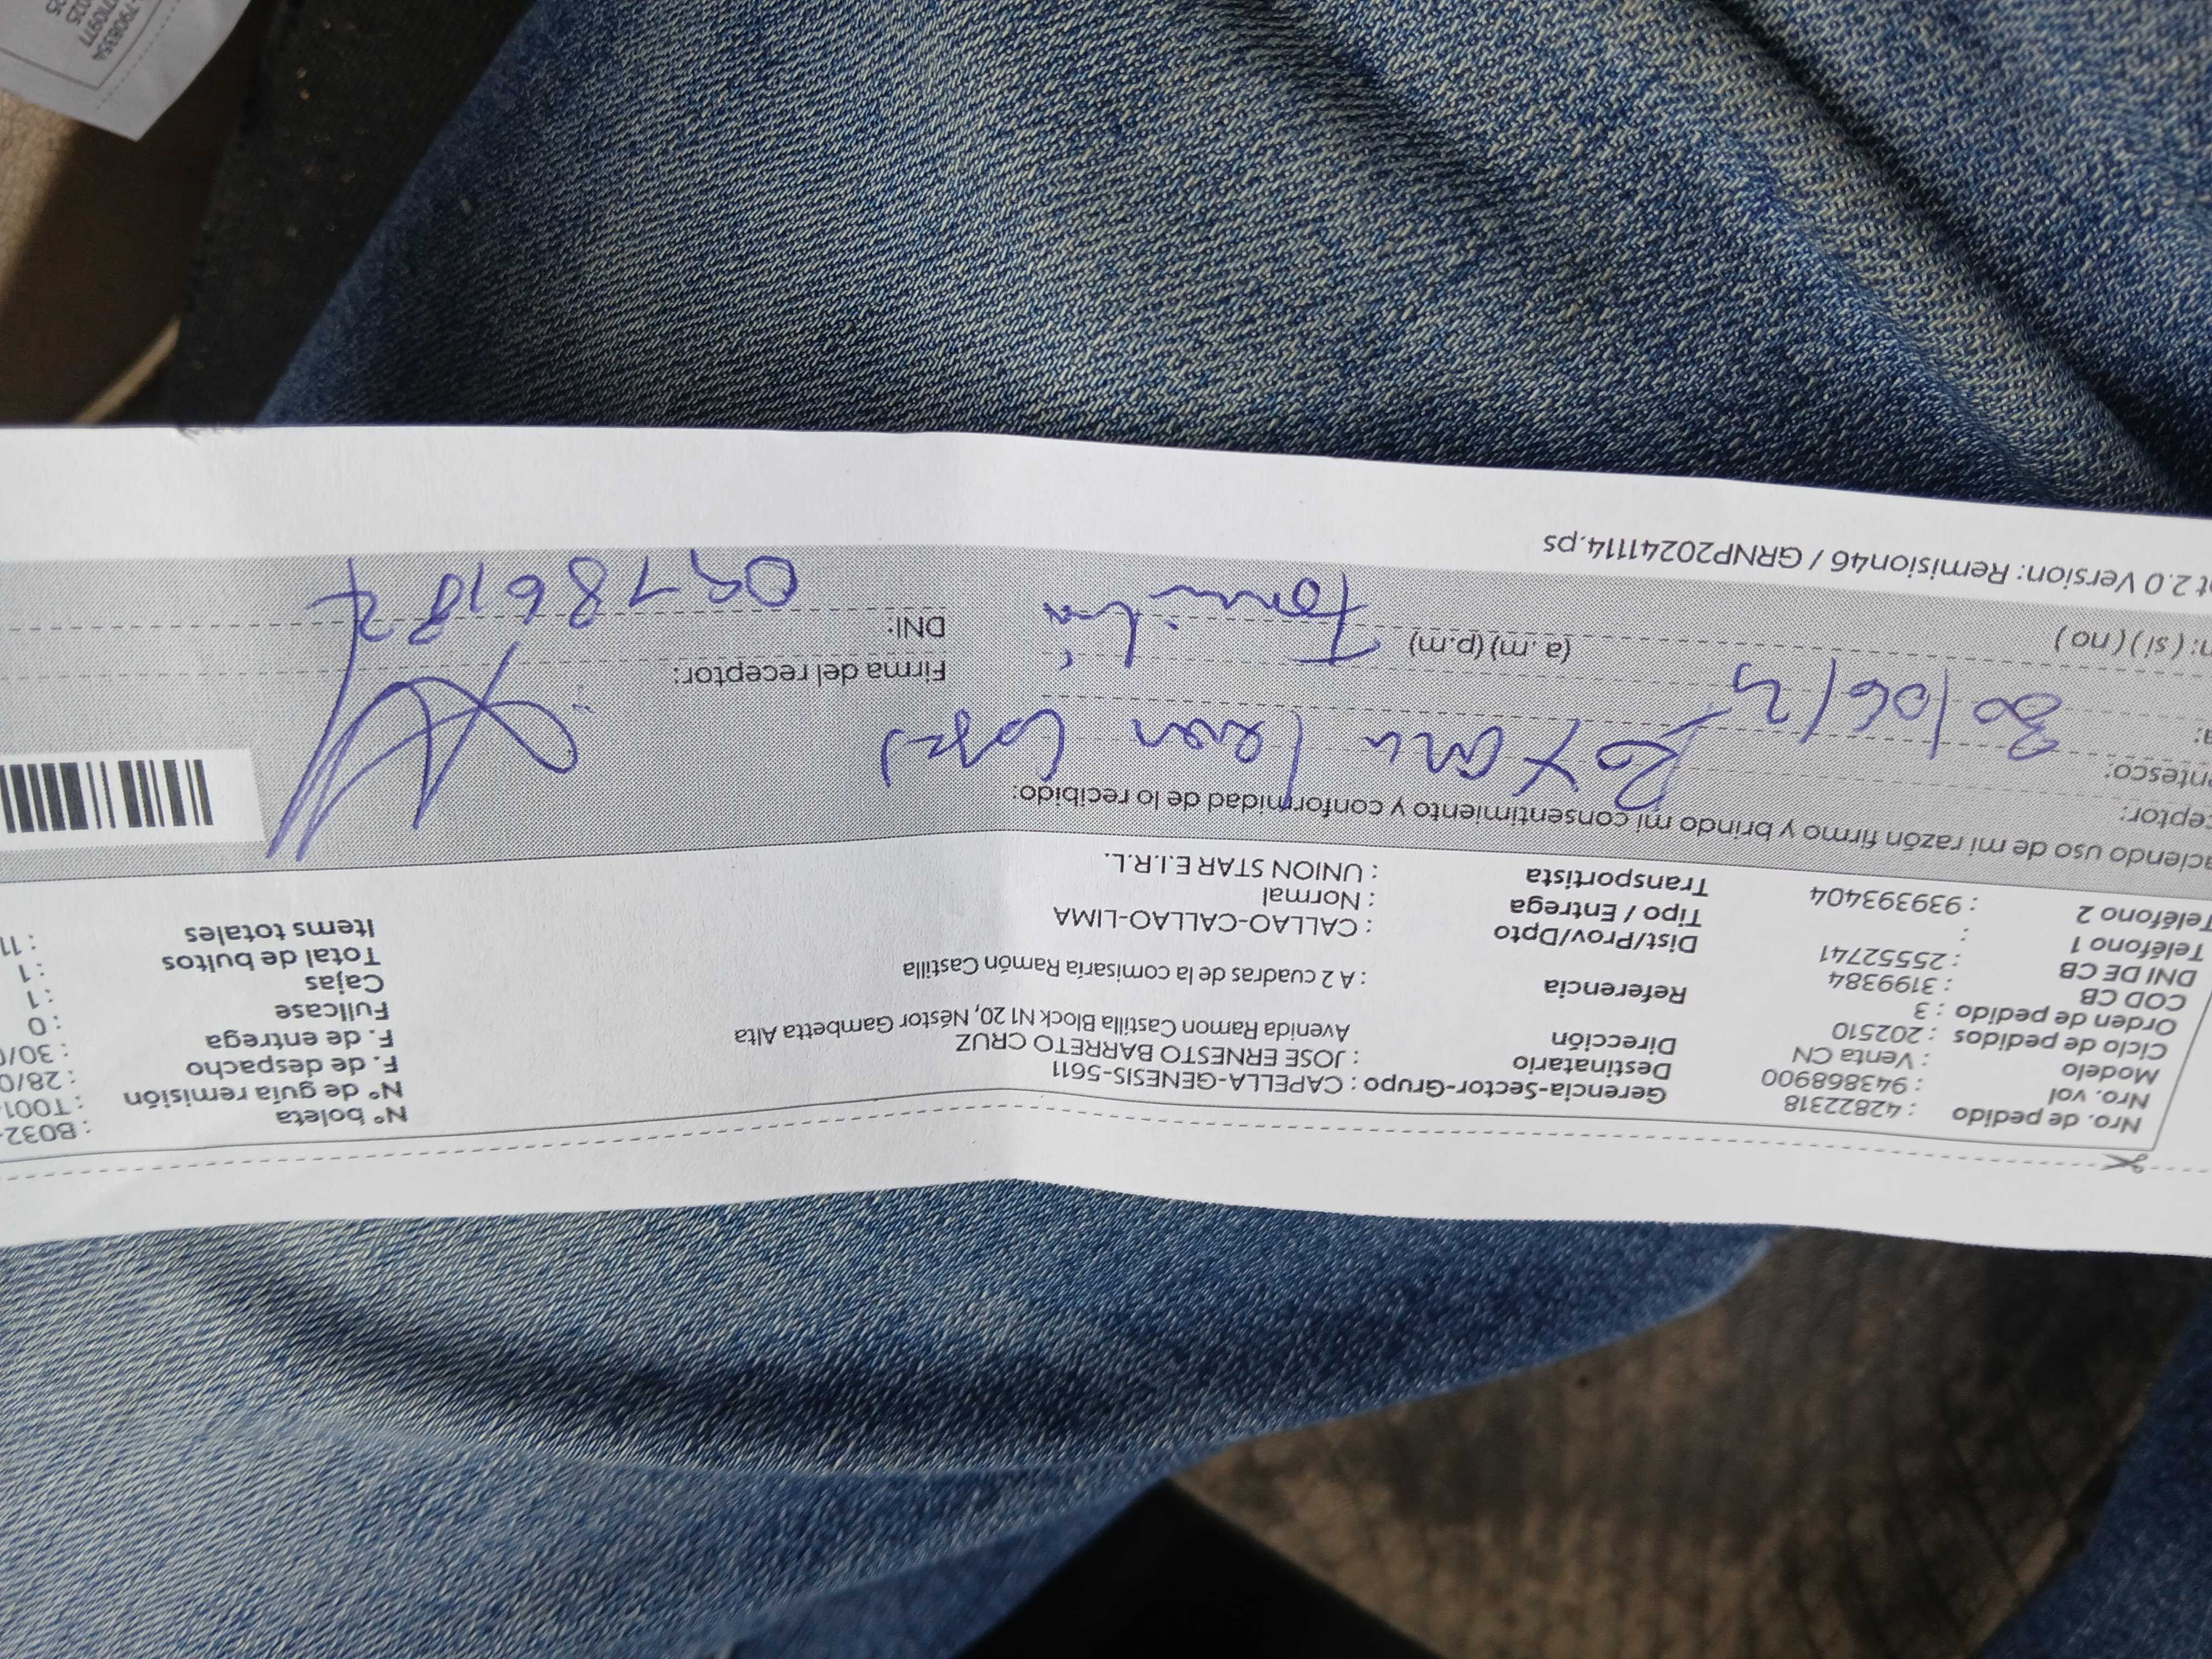 Nro. de pedido : 42822318
Nro. vol : 943868900
Modelo : Venta CN
Ciclo de pedidos : 202510
Orden de pedido : 3
COD CB : 3199384
DNI DE CB : 25552741
Teléfono 1 :
Teléfono 2 : 939393404
Gerencia-Sector-Grupo : CAPELLA-GENESIS-5611
Destinatario : JOSE ERNESTO BARRETO CRUZ
Dirección Avenida Ramon Castilla Block N1 20, Néstor Gambetta Alta
Referencia : A 2 cuadras de la comisaría Ramón Castilla
Dist/Prov/Dpto : CALLAO-CALLAO-LIMA
Tipo / Entrega : Normal
Transportista : UNION STAR E.I.R.L.
N° boleta : B032-
N° de guía remisión : T001
F. de despacho : 28/0
F. de entrega : 30/0
Fullcase : 0
Cajas : 1
Total de bultos : 1
Items totales : 11
aciendo uso de mi razón firmo y brindo mi consentimiento y conformidad de lo recibido:
ceptor:
entesco:
a: 30/06/25 (a.m) (p.m)
n: ( si ) ( no )
Firma del receptor:
DNI:
t 2.0 Version: Remision46 / GRNP20241114.ps